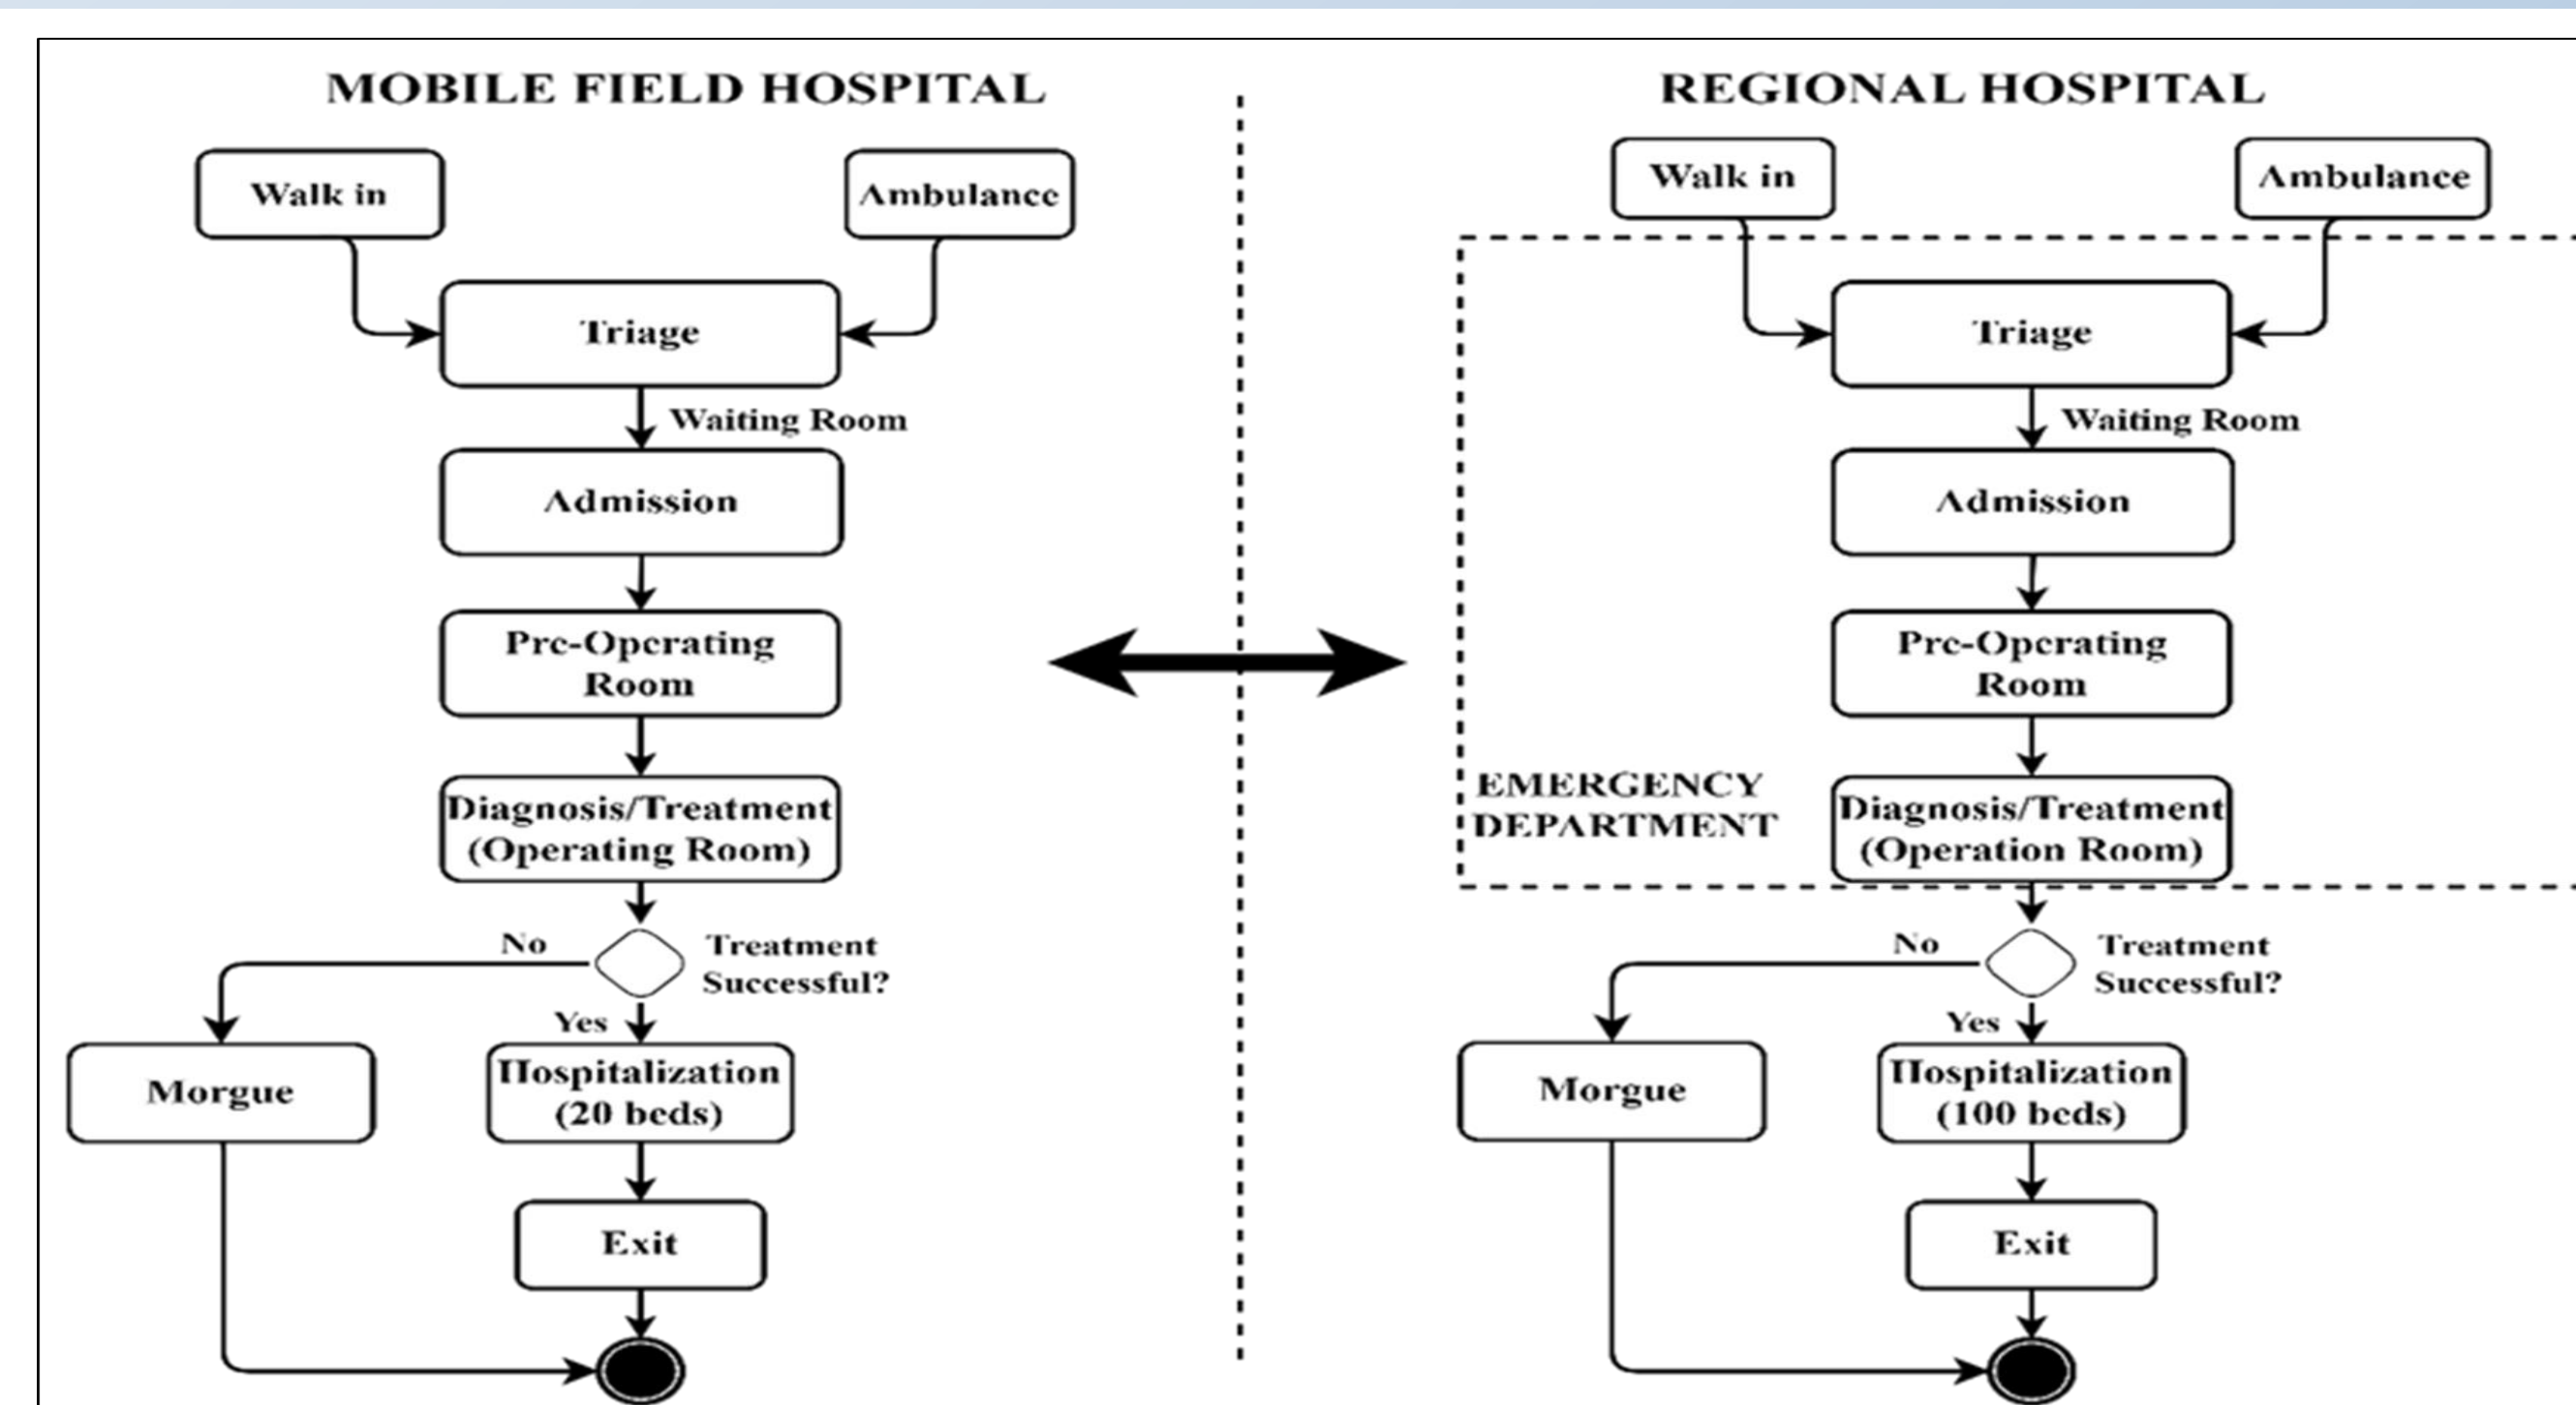 MOBILE FIELD HOSPITAL
Walk in
Ambulance
Triage
Waiting Room
Admission
Pre-Operating
Room
Diagnosis/Treatment
(Operating Room)
No
Treatment
Successful?
Yes
Morgue
Hospitalization
(20 beds)
Exit
REGIONAL HOSPITAL
Walk in
Ambulance
Triage
Waiting Room
Admission
Pre-Operating
Room
EMERGENCY
DEPARTMENT
Diagnosis/Treatment
(Operation Room)
No
Treatment
Successful?
Yes
Morgue
Hospitalization
(100 beds)
Exit